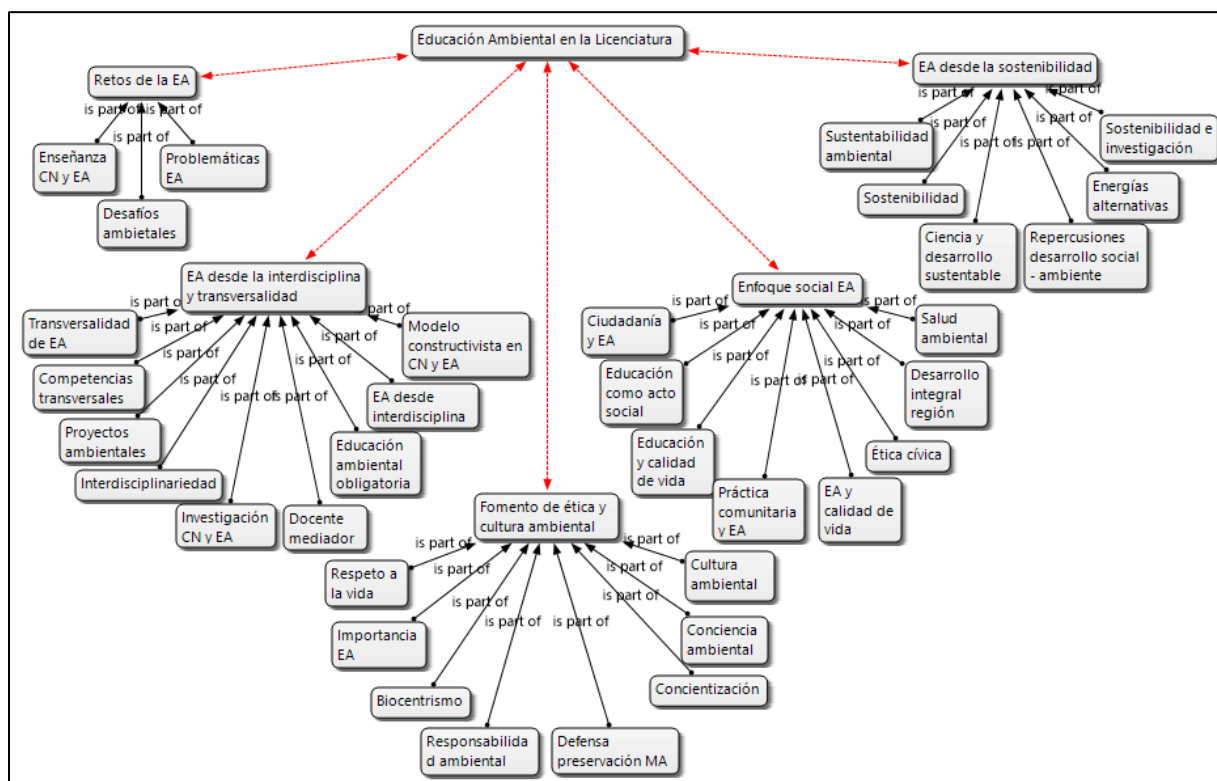 Educación Ambiental en la Licenciatura
Retos de la EA
is part of
is part of
is part of
Enseñanza
CN y EA
Desafíos
ambietales
Problemáticas
EA
EA desde la sostenibilidad
is part of
is part of
is part of
is part of
is part of
is part of
Sustentabilidad
ambiental
Sostenibilidad
Ciencia y
desarrollo
sustentable
Repercusiones
desarrollo social
- ambiente
Energías
alternativas
Sostenibilidad e
investigación
EA desde la interdisciplina
y transversalidad
is part of
is part of
is part of
is part of
is part of
is part of
is part of
is part of
part of
Transversalidad
de EA
Competencias
transversales
Proyectos
ambientales
Interdisciplinariedad
Investigación
CN y EA
Docente
mediador
Educación
ambiental
obligatoria
EA desde
interdisciplina
Modelo
constructivista en
CN y EA
Enfoque social EA
is part of
is part of
is part of
is part of
is part of
is part of
is part of
is part of
Ciudadanía
y EA
Educación
como acto
social
Educación
y calidad
de vida
Práctica
comunitaria
y EA
EA y
calidad de
vida
Ética cívica
Desarrollo
integral
región
Salud
ambiental
Fomento de ética y
cultura ambiental
is part of
is part of
is part of
is part of
is part of
is part of
is part of
is part of
Respeto a
la vida
Importancia
EA
Biocentrismo
Responsabilida
d ambiental
Defensa
preservación MA
Concientización
Conciencia
ambiental
Cultura
ambiental